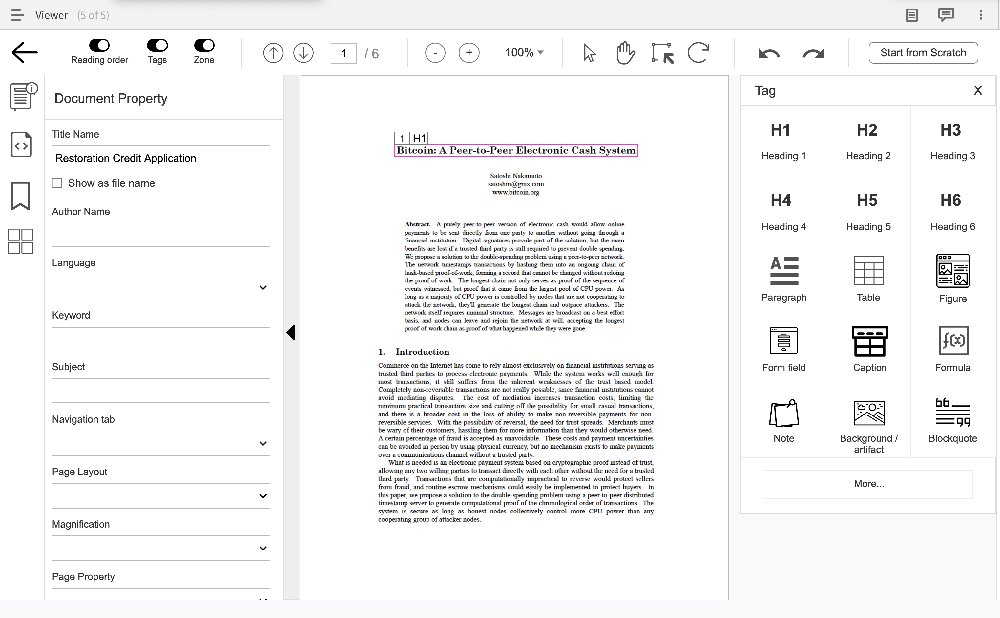 Viewer (5 of 5)
Reading order
Tags
Zone
1 / 6
-
+
100%
Start from Scratch
Document Property
Title Name
Restoration Credit Application
Show as file name
Author Name
Language
Keyword
Subject
Navigation tab
Page Layout
Magnification
Page Property
1 H1
Bitcoin: A Peer-to-Peer Electronic Cash System
Satoshi Nakamoto
satoshin@gmx.com
www.bitcoin.org
Abstract. A purely peer-to-peer version of electronic cash would allow online
payments to be sent directly from one party to another without going through a
financial institution. Digital signatures provide part of the solution, but the main
benefits are lost if a trusted third party is still required to prevent double-spending.
We propose a solution to the double-spending problem using a peer-to-peer network.
The network timestamps transactions by hashing them into an ongoing chain of
hash-based proof-of-work, forming a record that cannot be changed without redoing
the proof-of-work. The longest chain not only serves as proof of the sequence of
events witnessed, but proof that it came from the largest pool of CPU power. As
long as a majority of CPU power is controlled by nodes that are not cooperating to
attack the network, they'll generate the longest chain and outpace attackers. The
network itself requires minimal structure. Messages are broadcast on a best effort
basis, and nodes can leave and rejoin the network at will, accepting the longest
proof-of-work chain as proof of what happened while they were gone.
1. Introduction
Commerce on the Internet has come to rely almost exclusively on financial institutions serving as
trusted third parties to process electronic payments. While the system works well enough for
most transactions, it still suffers from the inherent weaknesses of the trust based model.
Completely non-reversible transactions are not really possible, since financial institutions cannot
avoid mediating disputes. The cost of mediation increases transaction costs, limiting the
minimum practical transaction size and cutting off the possibility for small casual transactions,
and there is a broader cost in the loss of ability to make non-reversible payments for non-
reversible services. With the possibility of reversal, the need for trust spreads. Merchants must
be wary of their customers, hassling them for more information than they would otherwise need.
A certain percentage of fraud is accepted as unavoidable. These costs and payment uncertainties
can be avoided in person by using physical currency, but no mechanism exists to make payments
over a communications channel without a trusted party.
What is needed is an electronic payment system based on cryptographic proof instead of trust,
allowing any two willing parties to transact directly with each other without the need for a trusted
third party. Transactions that are computationally impractical to reverse would protect sellers
from fraud, and routine escrow mechanisms could easily be implemented to protect buyers. In
this paper, we propose a solution to the double-spending problem using a peer-to-peer distributed
timestamp server to generate computational proof of the chronological order of transactions. The
system is secure as long as honest nodes collectively control more CPU power than any
cooperating group of attacker nodes.
Tag X
H1 H2 H3
Heading 1 Heading 2 Heading 3
H4 H5 H6
Heading 4 Heading 5 Heading 6
A
Paragraph Table Figure
f(x)
Form field Caption Formula
Note Background / Blockquote
artifact
More...